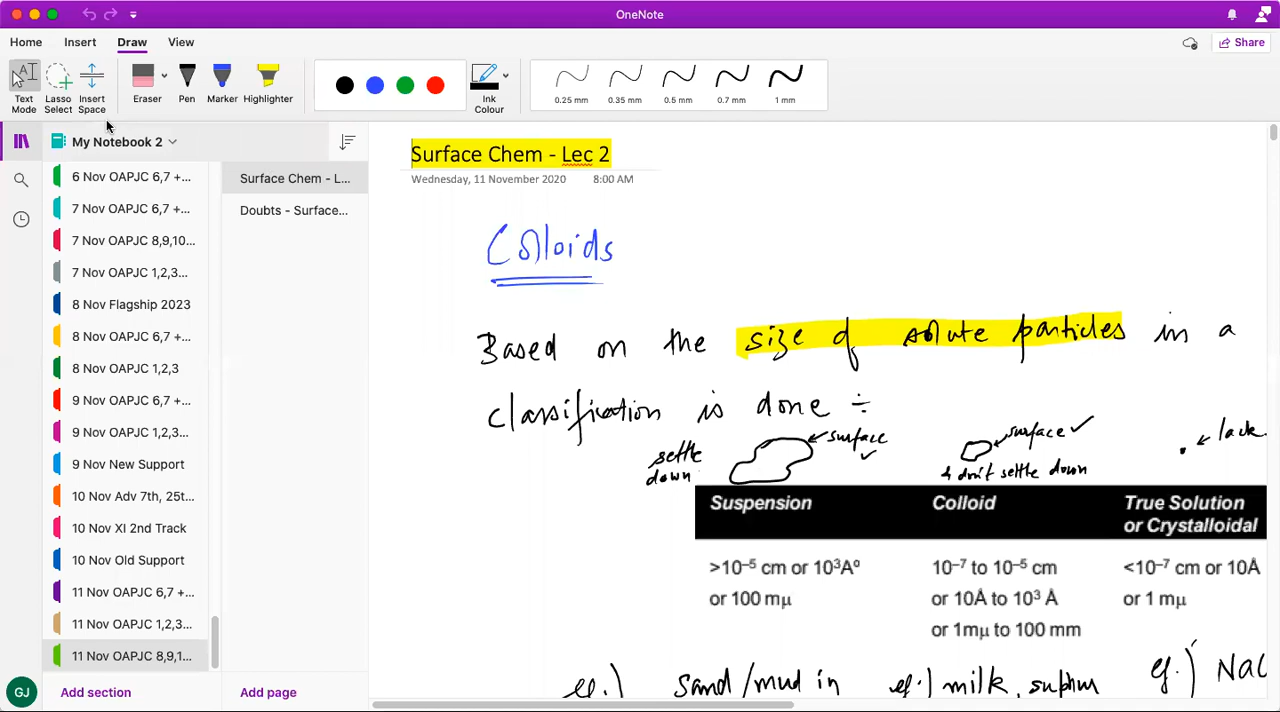 OneNote
Home Insert Draw View
Share
Text Mode
Lasso Select
Insert Space
Eraser
Pen
Marker
Highlighter
Ink Colour
0.25 mm 0.35 mm 0.5 mm 0.7 mm 1 mm
My Notebook 2
6 Nov OAPJC 6,7 +...
7 Nov OAPJC 6,7 +...
7 Nov OAPJC 8,9,10...
7 Nov OAPJC 1,2,3...
8 Nov Flagship 2023
8 Nov OAPJC 6,7 +...
8 Nov OAPJC 1,2,3
9 Nov OAPJC 6,7 +...
9 Nov OAPJC 1,2,3...
9 Nov New Support
10 Nov Adv 7th, 25t...
10 Nov XI 2nd Track
10 Nov Old Support
11 Nov OAPJC 6,7 +...
11 Nov OAPJC 1,2,3...
11 Nov OAPJC 8,9,1...
GJ
Add section
Surface Chem - L...
Doubts - Surface...
Add page
Surface Chem - Lec 2
Wednesday, 11 November 2020 8:00 AM
Colloids
Based on the size of solute particles in a
classification is done ÷
settle down
surface ✓
surface ✓
& don't settle down
lack
Suspension Colloid True Solution
or Crystalloidal
>10⁻⁵ cm or 10³Aº 10⁻⁷ to 10⁻⁵ cm <10⁻⁷ cm or 10Å
or 100 mμ or 10Å to 10³ Å or 1 mμ
or 1mμ to 100 mm
eg.) sand/mud in eg.) milk, sulphur eg.) NaC